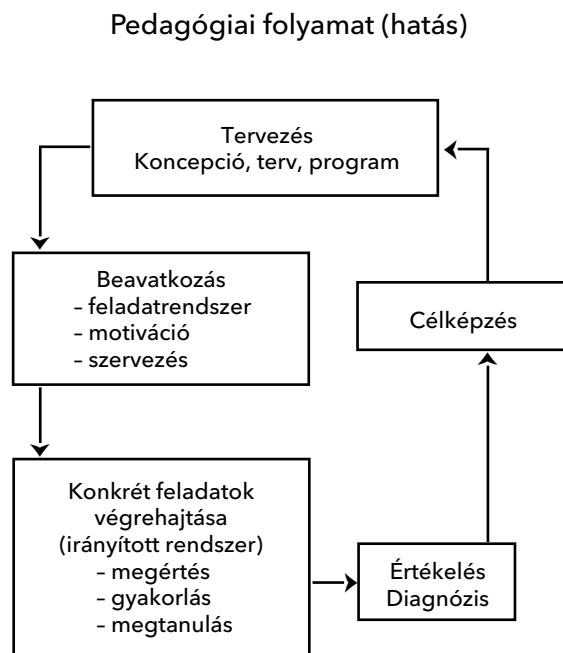 Pedagógiai folyamat (hatás)
Tervezés
Koncepció, terv, program
Beavatkozás
– feladatrendszer
– motiváció
– szervezés
Célképzés
Konkrét feladatok
végrehajtása
(irányított rendszer)
– megértés
– gyakorlás
– megtanulás
Értékelés
Diagnózis